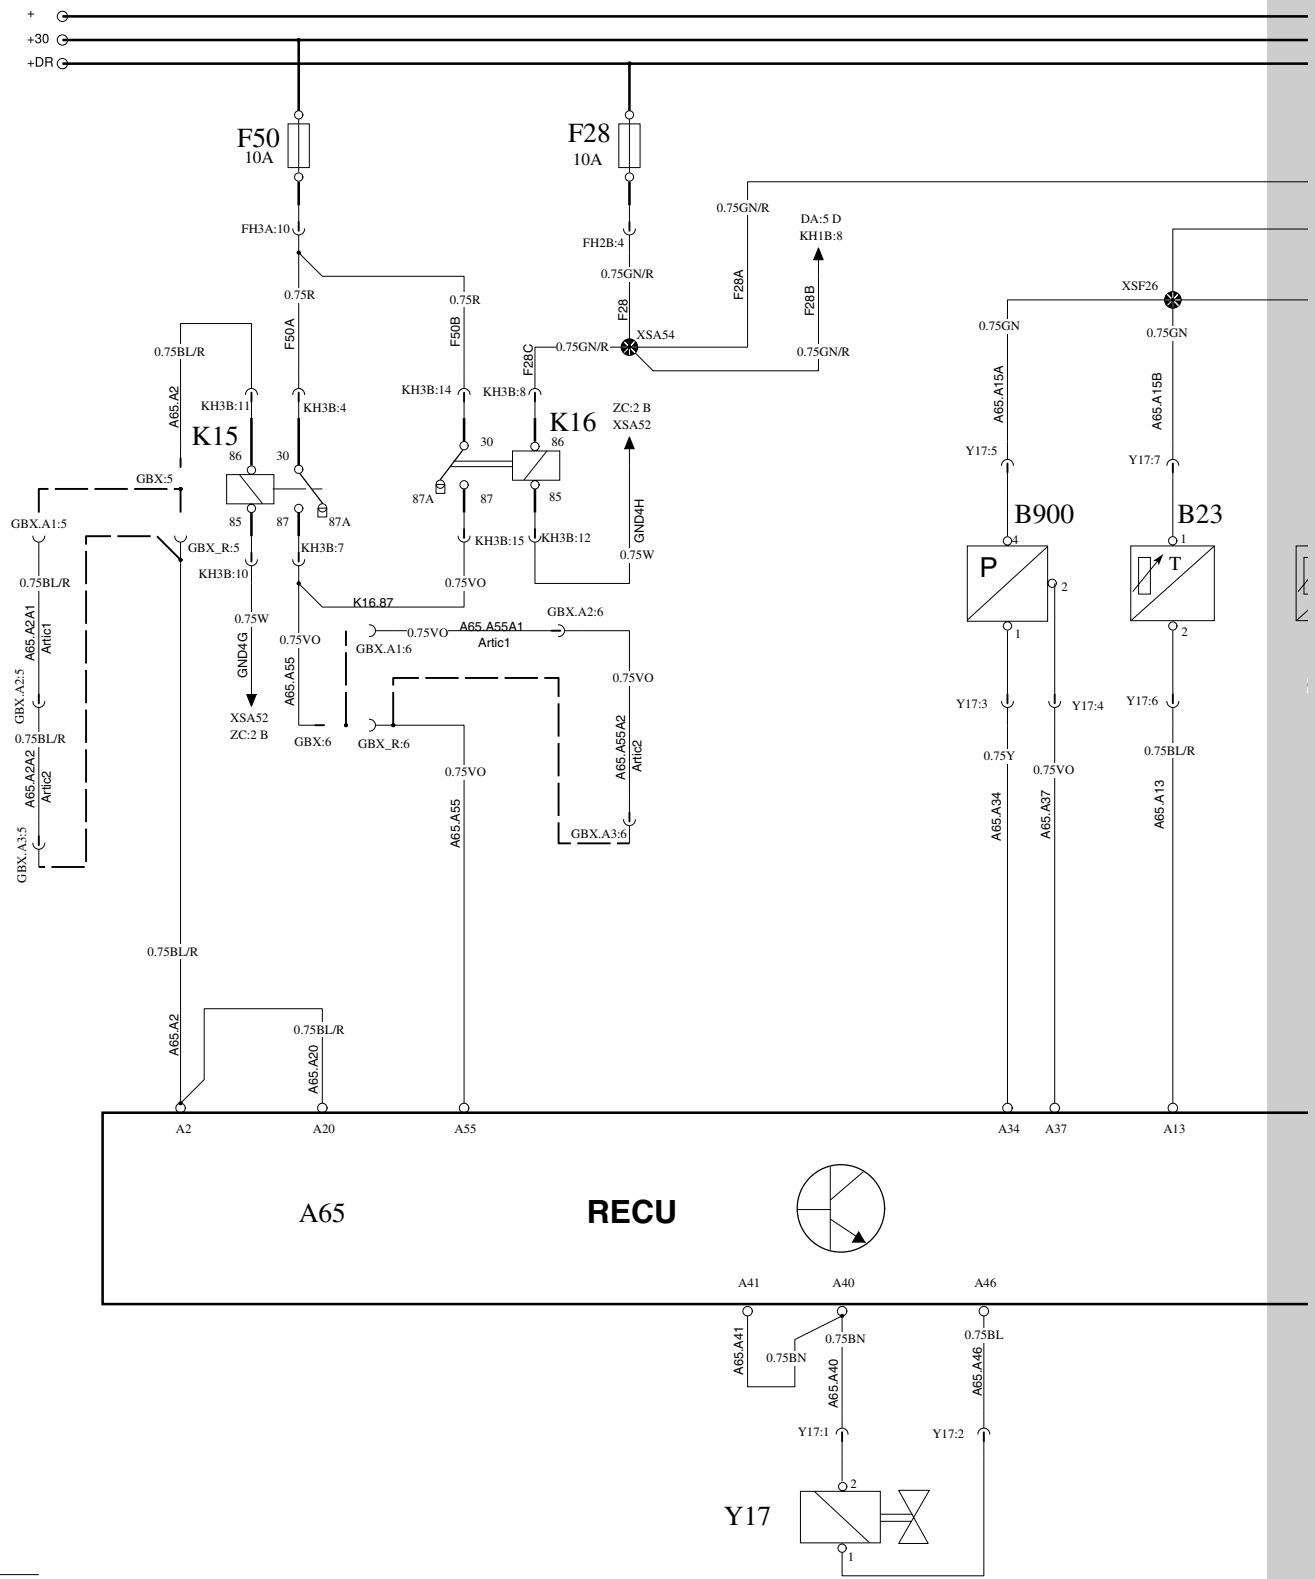 +
+30
+DR
F50
10A
F28
10A
0.75GN/R
DA:5 D
KH1B:8
FH3A:10
FH2B:4
0.75GN/R
F28A
XSF26
0.75R
0.75R
F28
F28B
0.75GN
0.75GN
XSA54
0.75BL/R
F50A
F50B
F28C
0.75GN/R
0.75GN/R
A65.A2
KH3B:11
KH3B:4
KH3B:14
KH3B:8
A65.A15A
A65.A15B
ZC:2 B
XSA52
K15
K16
86
30
30
86
Y17:5
Y17:7
GBX:5
87A
87
85
GBX.A1:5
85
87
87A
GND4H
B900
B23
GBX_R:5
KH3B:7
KH3B:15
KH3B:12
4
1
KH3B:10
0.75W
P
T
0.75BL/R
0.75VO
2
K16.87
A65.A2A1
Artic1
0.75W
GBX.A2:6
0.75VO
0.75VO
A65.A55A1
Artic1
GBX.A1:6
1
2
GND4G
A65.A55
0.75VO
GBX.A2:5
XSA52
ZC:2 B
Y17:3
Y17:4
Y17:6
0.75BL/R
GBX:6
GBX_R:6
A65.A55A2
Artic2
0.75Y
0.75BL/R
A65.A2A2
Artic2
0.75VO
0.75VO
A65.A55
A65.A34
A65.A37
A65.A13
GBX.A3:5
GBX.A3:6
0.75BL/R
A65.A2
0.75BL/R
A65.A20
A2
A20
A55
A34
A37
A13
A65
RECU
A41
A40
A46
A65.A41
0.75BN
0.75BN
0.75BL
A65.A40
A65.A46
Y17:1
Y17:2
2
Y17
1